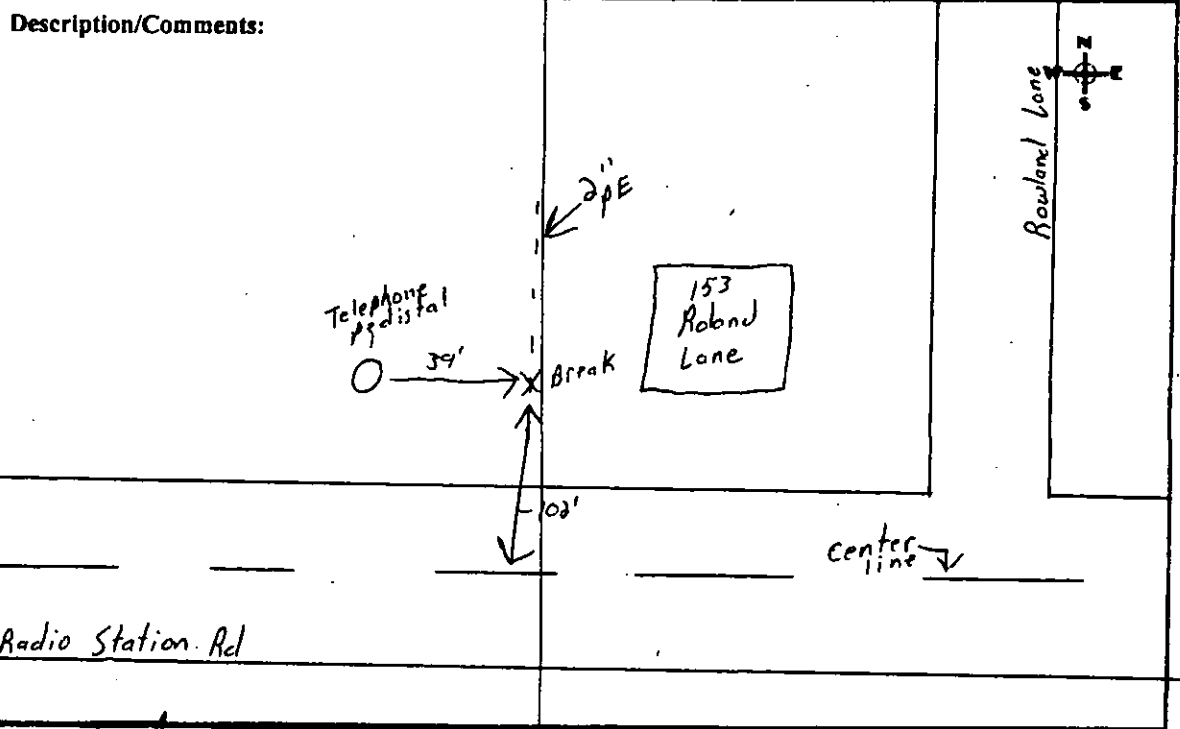 Description/Comments:
N
W E
S
Rowland Lane
2" PE
Telephone
pedistal
39'
Break
153
Roland
Lane
102'
center
line
Radio Station Rd